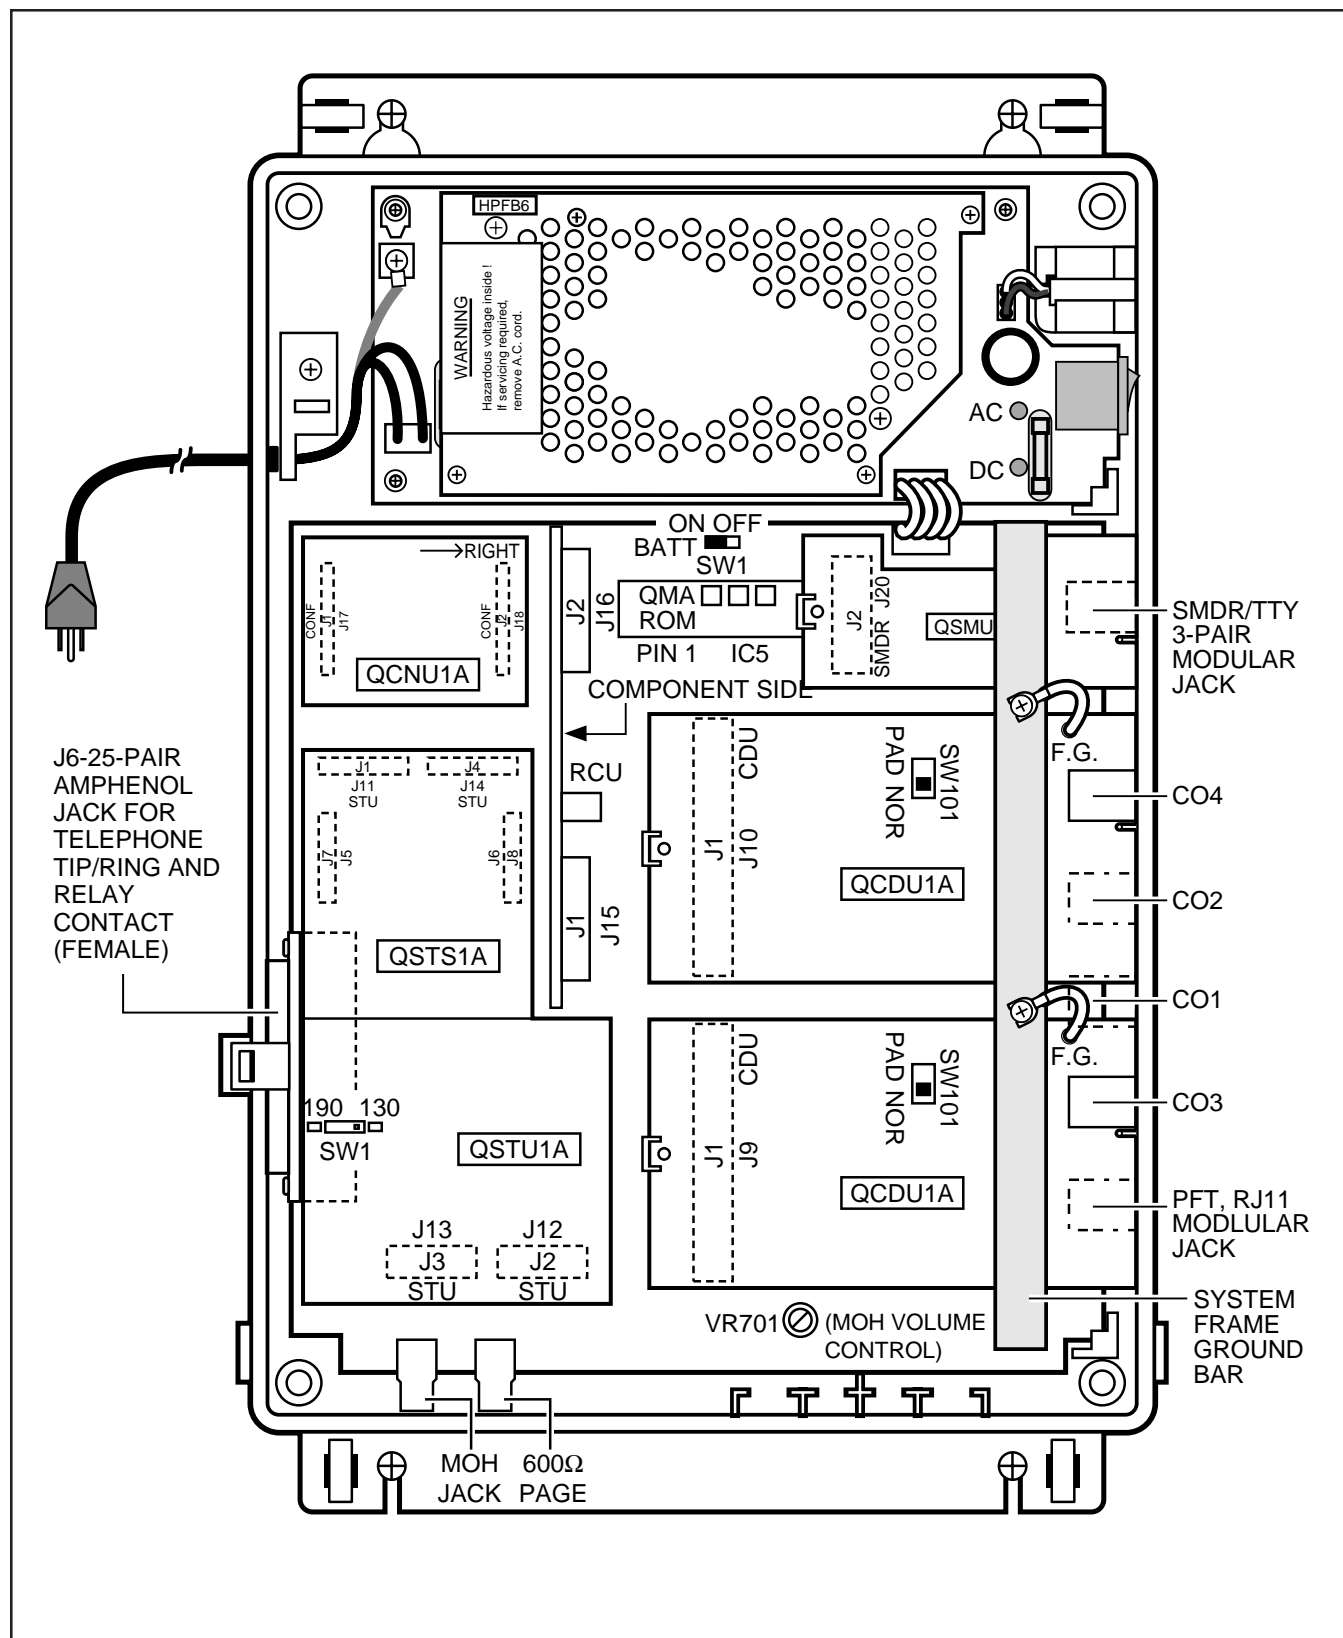 HPFB6
WARNING
Hazardous voltage inside !
If servicing required,
remove A.C. cord.
AC
DC
ON OFF
BATT
SW1
→RIGHT
CONF
J1
J17
CONF
J2
J18
QCNU1A
J2
J16
QMA
ROM
PIN 1
IC5
J2
J20
SMDR
QSMU
SMDR/TTY
3-PAIR
MODULAR
JACK
COMPONENT SIDE
F.G.
J6-25-PAIR
AMPHENOL
JACK FOR
TELEPHONE
TIP/RING AND
RELAY
CONTACT
(FEMALE)
J1
J11
STU
J4
J14
STU
J7
J5
J6
J8
QSTS1A
RCU
J1
J15
J1
CDU
J10
PAD NOR
SW101
QCDU1A
CO4
CO2
CO1
F.G.
J1
CDU
J9
PAD NOR
SW101
QCDU1A
CO3
PFT, RJ11
MODLULAR
JACK
190
130
SW1
QSTU1A
J13
J3
STU
J12
J2
STU
VR701
(MOH VOLUME
CONTROL)
SYSTEM
FRAME
GROUND
BAR
MOH
JACK
600Ω
PAGE